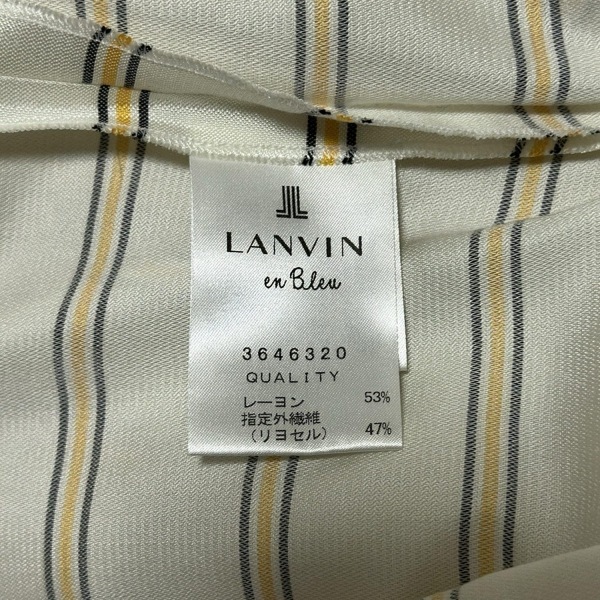 LANVIN
en Bleu
3646320
QUALITY
レーヨン 53%
指定外繊維
(リヨセル) 47%